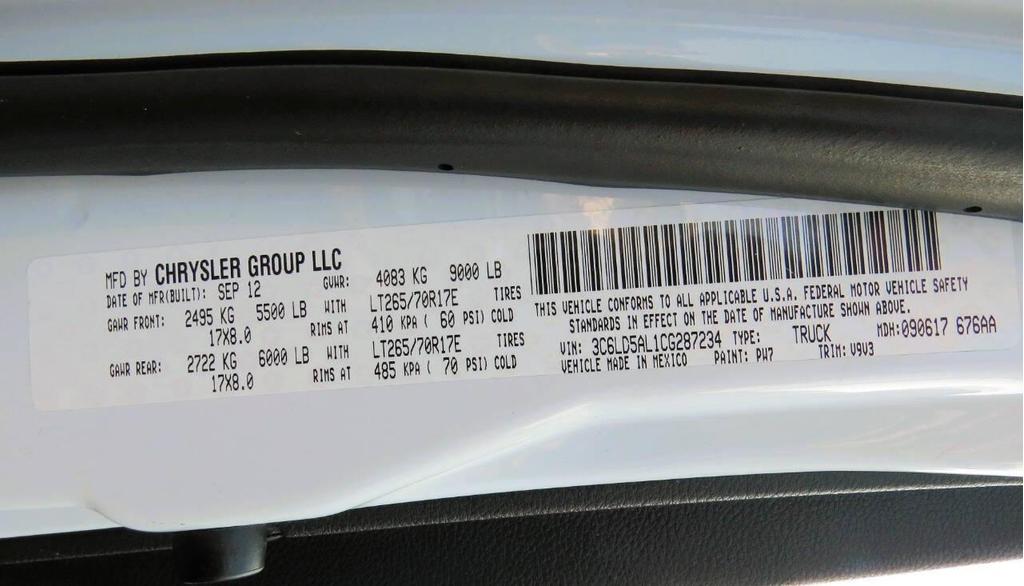 MFD BY CHRYSLER GROUP LLC
DATE OF MFR(BUILT): SEP 12 GVWR: 4083 KG 9000 LB
GAWR FRONT: 2495 KG 5500 LB WITH LT265/70R17E TIRES
17X8.0 RIMS AT 410 KPA ( 60 PSI) COLD
GAWR REAR: 2722 KG 6000 LB WITH LT265/70R17E TIRES
17X8.0 RIMS AT 485 KPA ( 70 PSI) COLD
THIS VEHICLE CONFORMS TO ALL APPLICABLE U.S.A. FEDERAL MOTOR VEHICLE SAFETY
STANDARDS IN EFFECT ON THE DATE OF MANUFACTURE SHOWN ABOVE.
VIN: 3C6LD5AL1CG287234 TYPE: TRUCK MDH:090617 676AA
VEHICLE MADE IN MEXICO PAINT: PW7 TRIM: V9V3